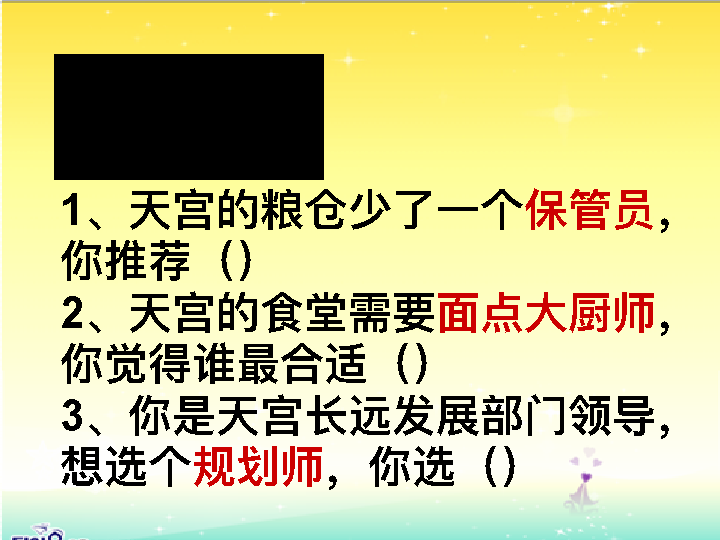 1、天宫的粮仓少了一个保管员，
你推荐（）
2、天宫的食堂需要面点大厨师，
你觉得谁最合适（）
3、你是天宫长远发展部门领导，
想选个规划师，你选（）